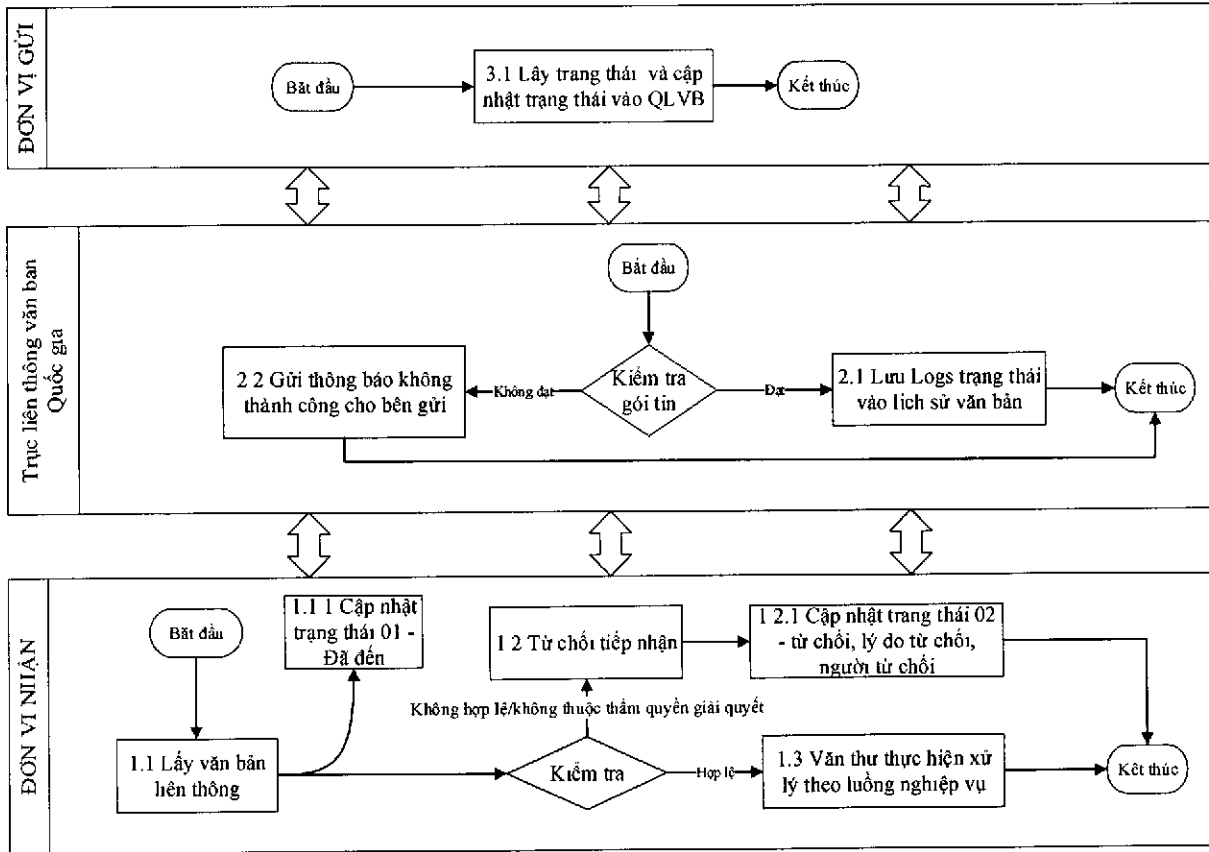 ĐƠN VỊ GỬI
Bắt đầu
3.1 Lấy trang thái và cập
nhật trạng thái vào QLVB
Kết thúc
Trục liên thông văn ban
Quốc gia
Bắt đầu
2 2 Gửi thông báo không
thành công cho bên gửi
Không đạt
Kiểm tra
gói tin
Đạt
2.1 Lưu Logs trạng thái
vào lich sử văn bản
Kết thúc
ĐƠN VI NHẬN
Bắt đầu
1.1 1 Cập nhật
trạng thái 01 -
Đã đến
1 2 Từ chối tiếp nhận
1 2.1 Cập nhật trang thái 02
- từ chối, lý do từ chối,
người từ chối
Không hợp lệ/không thuộc thẩm quyền giải quyết
1.1 Lấy văn bản
liên thông
Kiểm tra
Hợp lệ
1.3 Văn thư thực hiện xử
lý theo luồng nghiệp vụ
Kết thúc